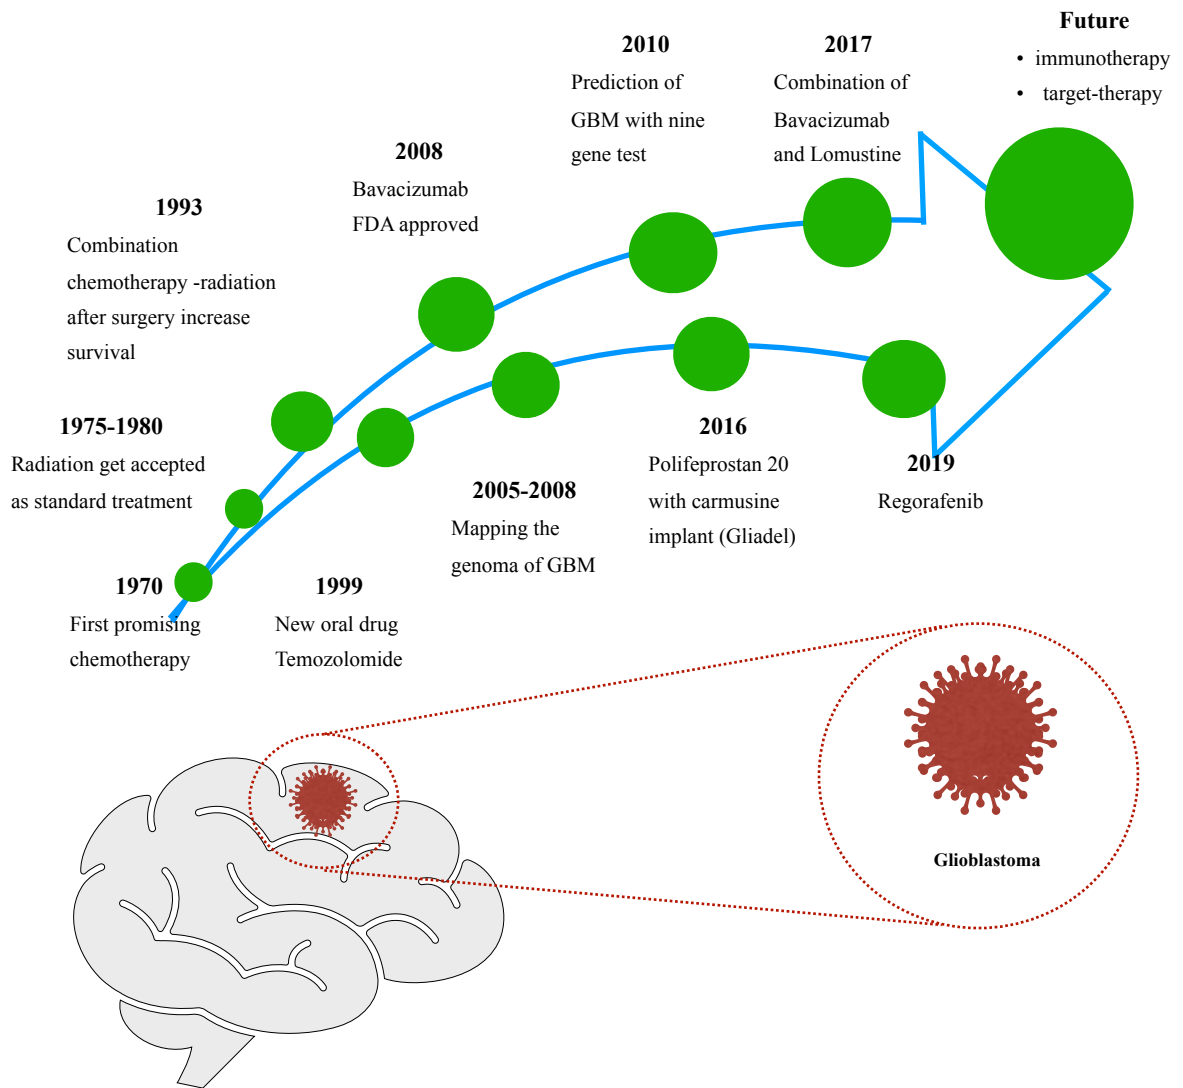 Future
• immunotherapy
• target-therapy
2010
Prediction of
GBM with nine
gene test
2017
Combination of
Bavacizumab
and Lomustine
2008
Bavacizumab
FDA approved
1993
Combination
chemotherapy -radiation
after surgery increase
survival
1975-1980
Radiation get accepted
as standard treatment
2016
Polifeprostan 20
with carmusine
implant (Gliadel)
2019
Regorafenib
2005-2008
Mapping the
genoma of GBM
1970
First promising
chemotherapy
1999
New oral drug
Temozolomide
Glioblastoma